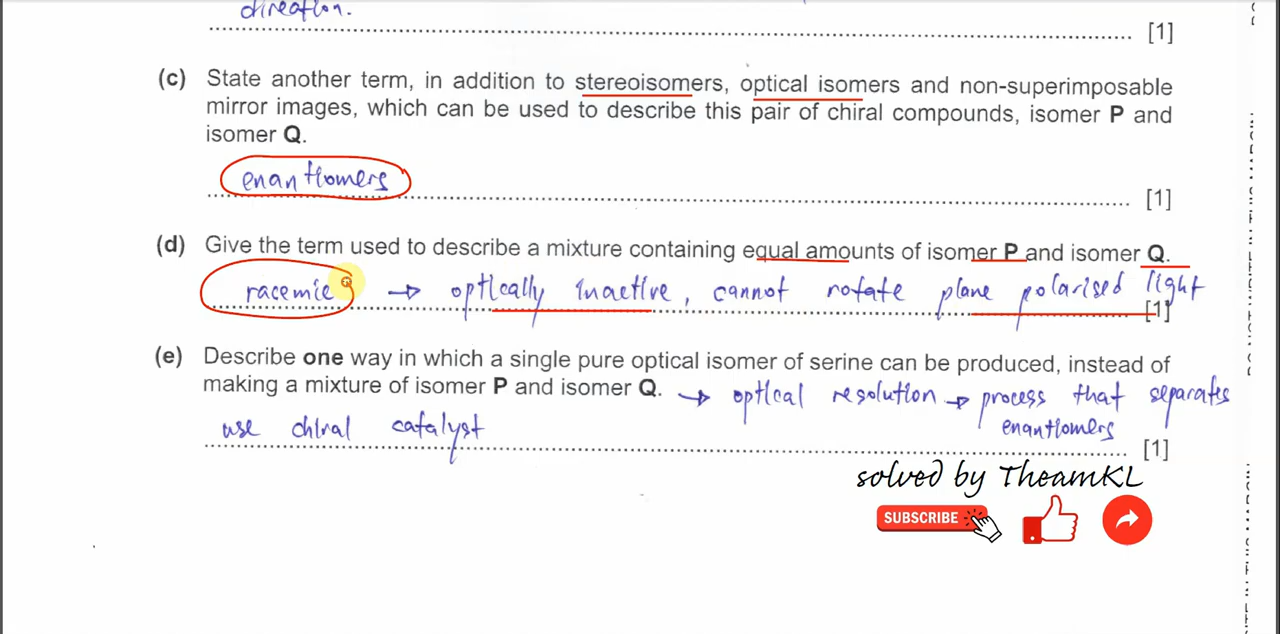 direction.
[1]
(c) State another term, in addition to stereoisomers, optical isomers and non-superimposable
mirror images, which can be used to describe this pair of chiral compounds, isomer P and
isomer Q.
enantiomers
[1]
(d) Give the term used to describe a mixture containing equal amounts of isomer P and isomer Q.
racemic → optically inactive, cannot rotate plane polarised light
[1]
(e) Describe one way in which a single pure optical isomer of serine can be produced, instead of
making a mixture of isomer P and isomer Q. → optical resolution → process that separates
enantiomers
use chiral catalyst
[1]
solved by TheamKL
SUBSCRIBE